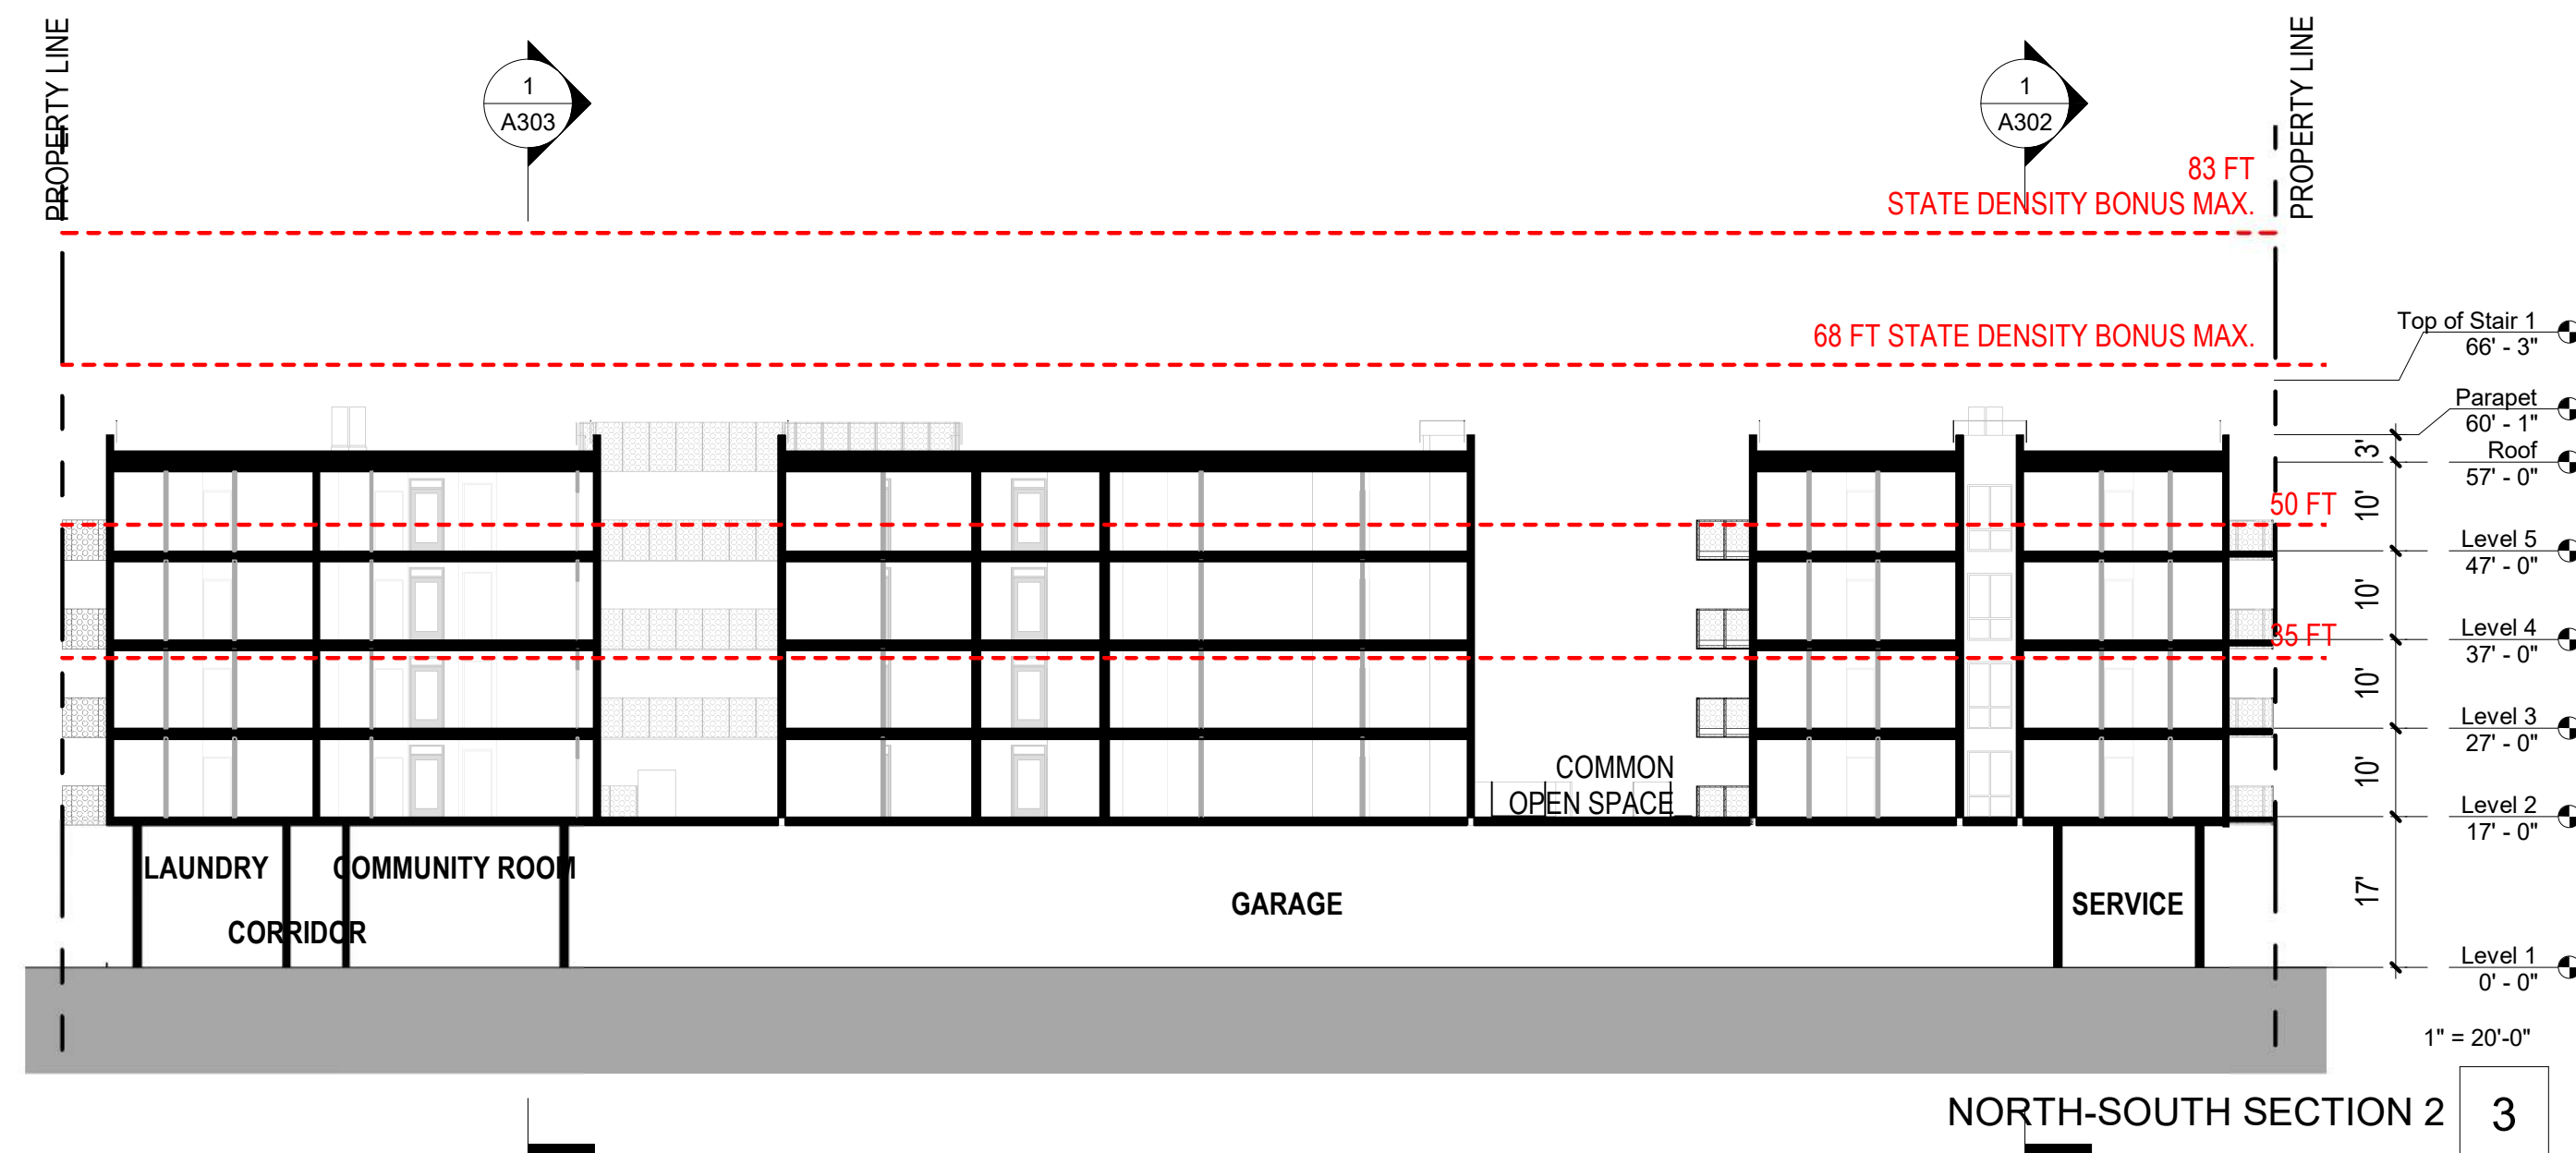 PROPERTY LINE
1
A303
1
A302
PROPERTY LINE
83 FT
STATE DENSITY BONUS MAX.
68 FT STATE DENSITY BONUS MAX.
Top of Stair 1
66' - 3"
Parapet
60' - 1"
3'
Roof
57' - 0"
50 FT
10'
Level 5
47' - 0"
10'
Level 4
37' - 0"
35 FT
10'
Level 3
27' - 0"
10'
COMMON
OPEN SPACE
Level 2
17' - 0"
LAUNDRY
COMMUNITY ROOM
CORRIDOR
GARAGE
SERVICE
17'
Level 1
0' - 0"
1" = 20'-0"
NORTH-SOUTH SECTION 2
3